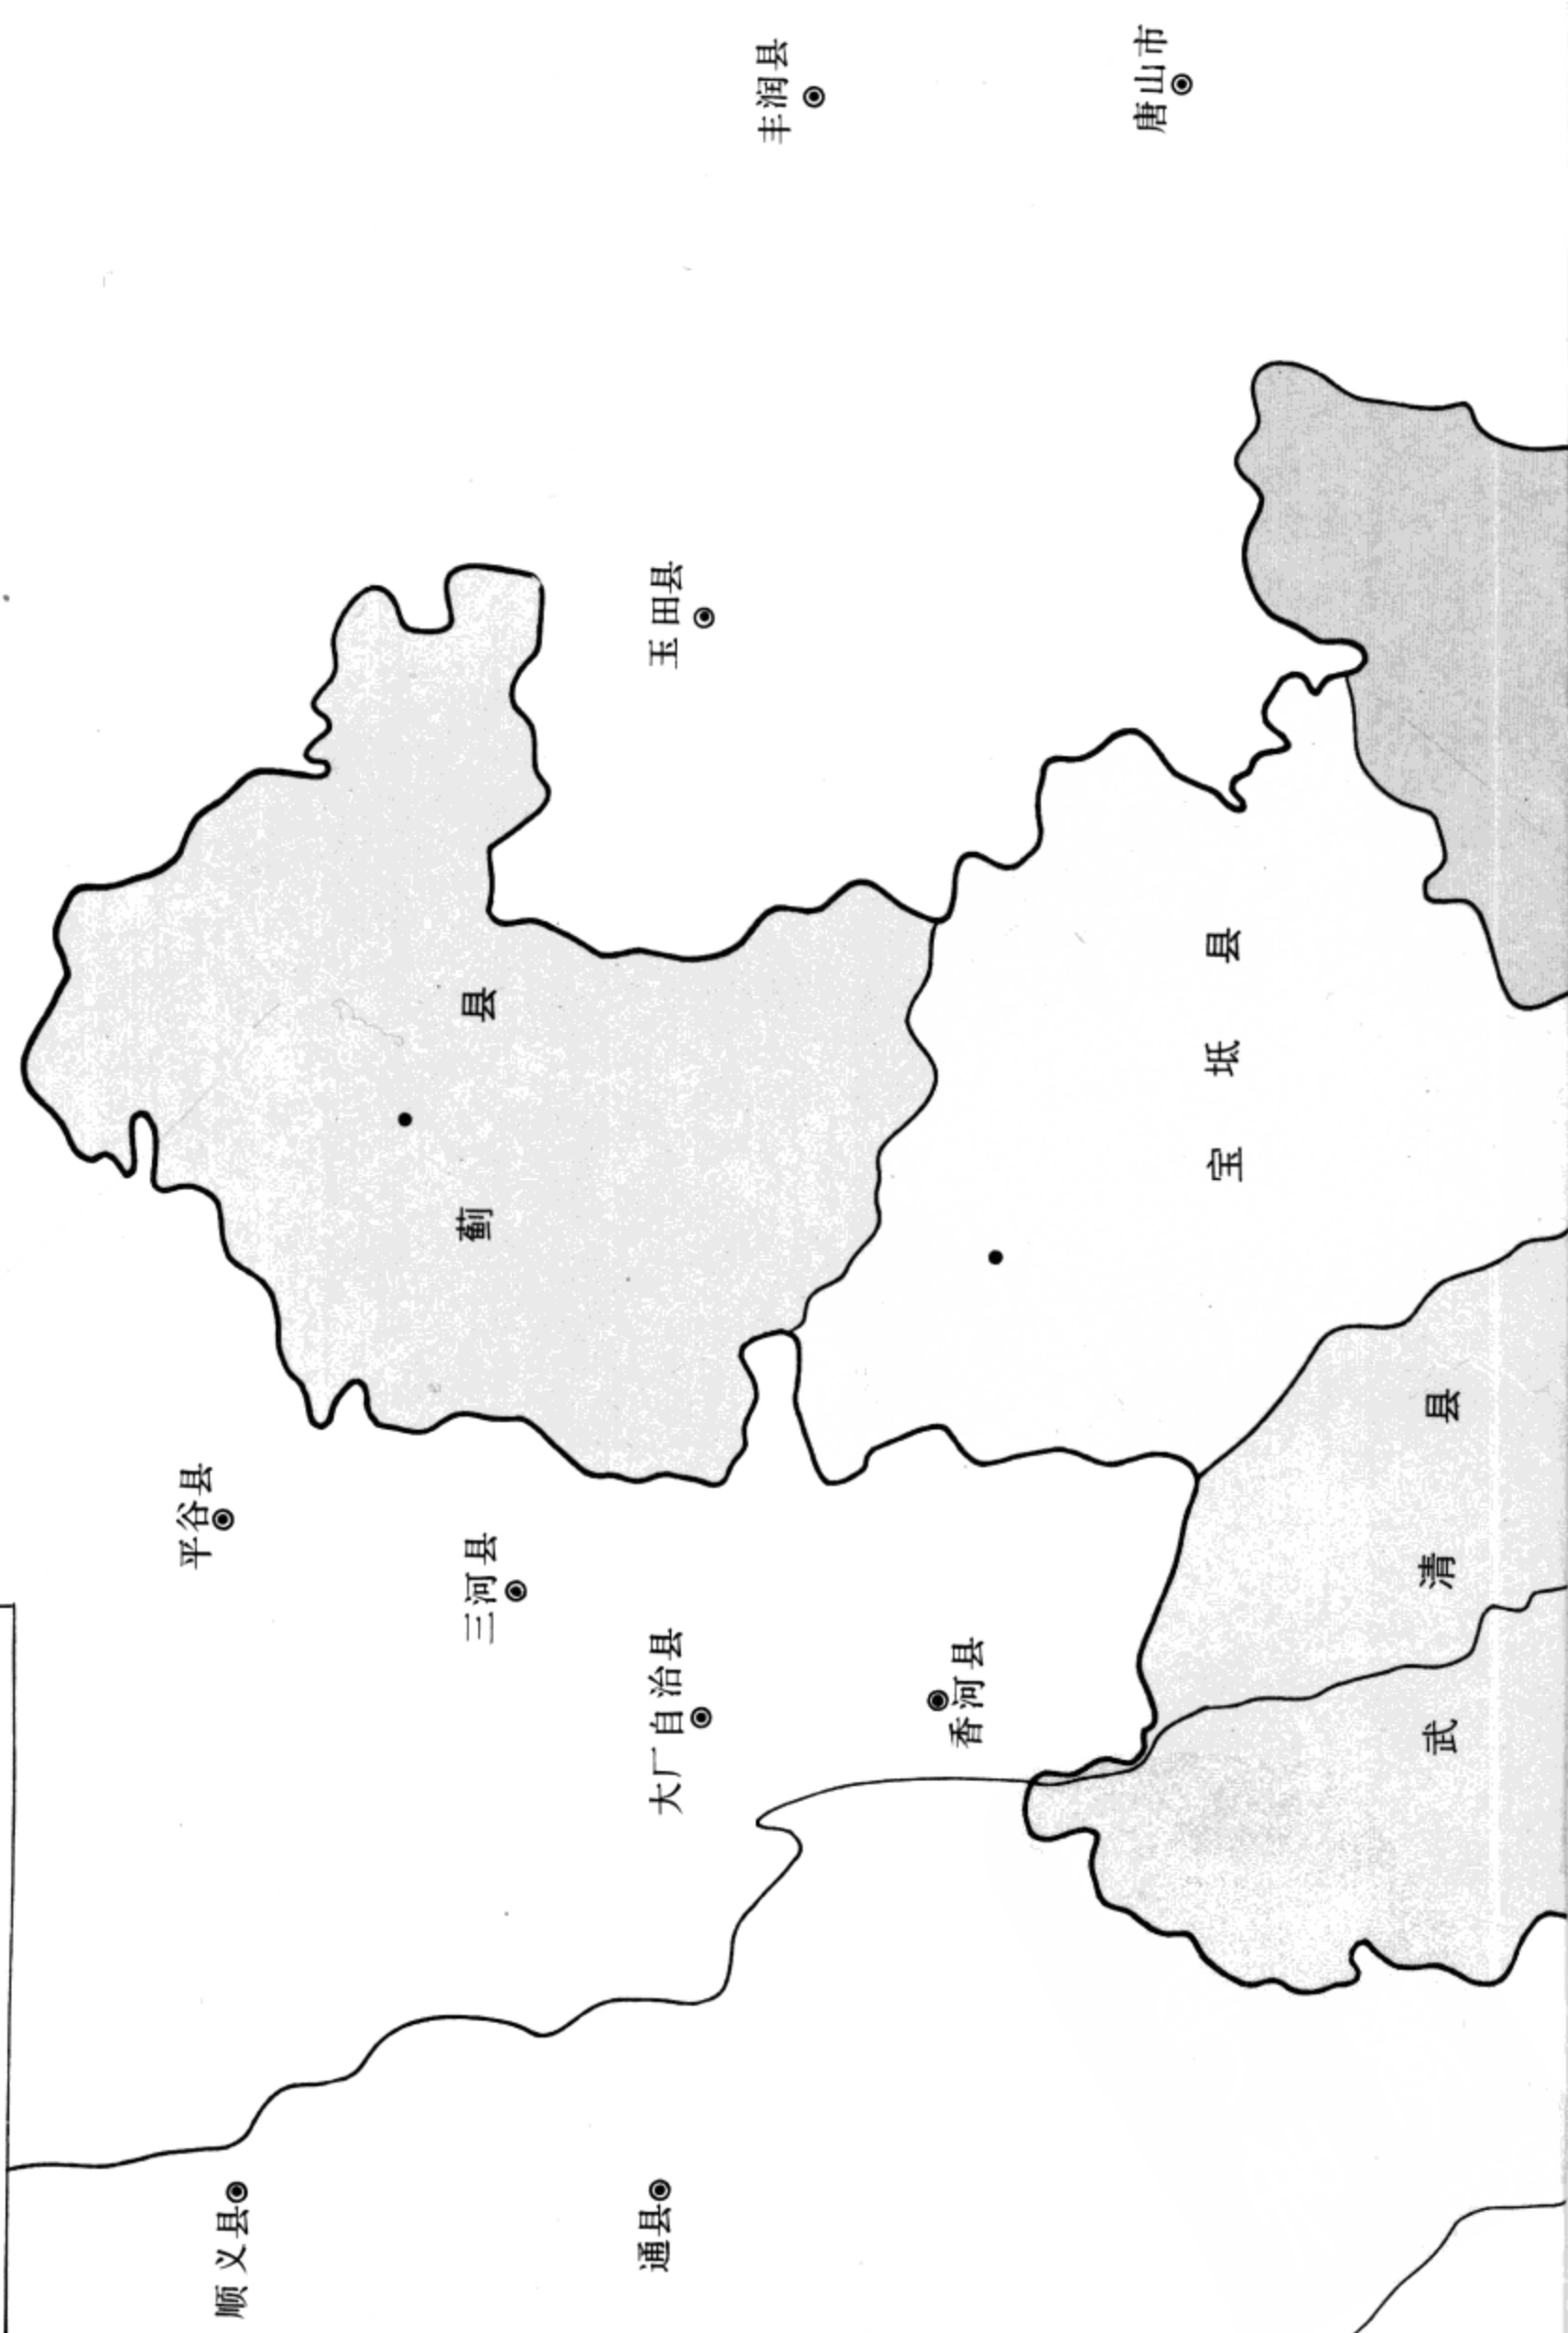 顺义县
通县
平谷县
三河县
大厂自治县
香河县
蓟县
宝坻县
武清县
玉田县
丰润县
唐山市